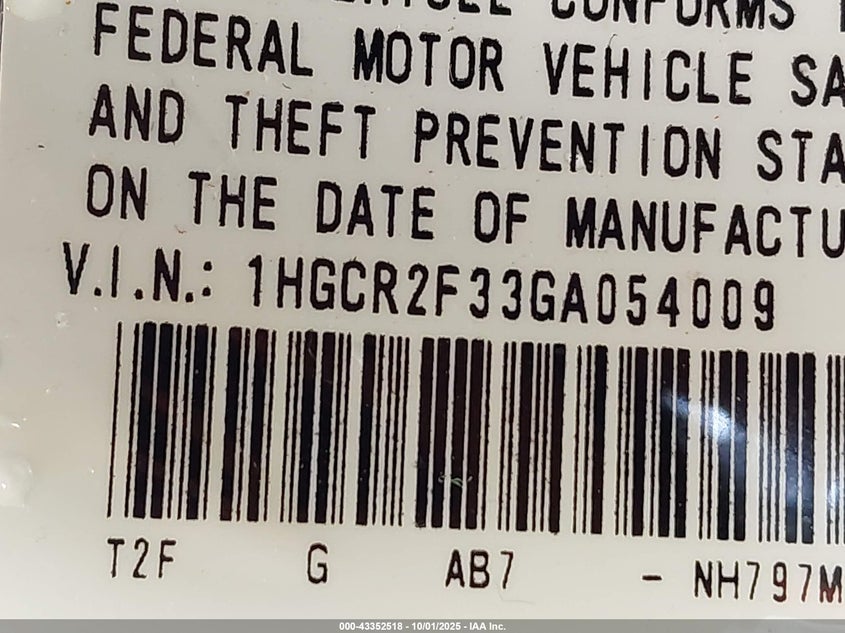 CONFORMS
FEDERAL MOTOR VEHICLE SA
AND THEFT PREVENTION STA
ON THE DATE OF MANUFACTU
V.I.N.: 1HGCR2F33GA054009
T2F G AB7 - NH797M
000-43352518 - 10/01/2025 - IAA Inc.